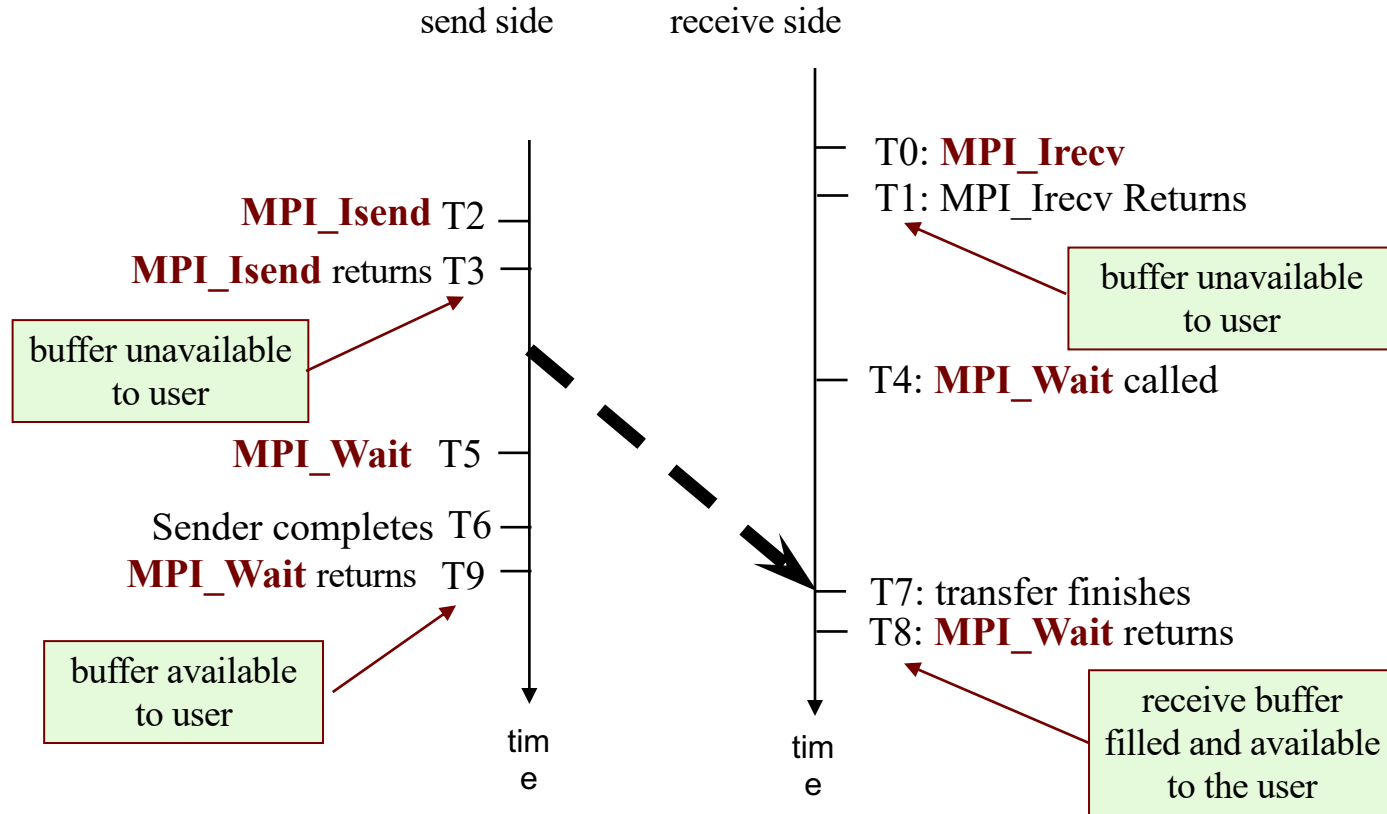 send side
receive side
T0: MPI_Irecv
T1: MPI_Irecv Returns
MPI_Isend T2
MPI_Isend returns T3
buffer unavailable
to user
buffer unavailable
to user
T4: MPI_Wait called
MPI_Wait T5
Sender completes T6
MPI_Wait returns T9
T7: transfer finishes
T8: MPI_Wait returns
buffer available
to user
receive buffer
filled and available
to the user
tim
e
tim
e